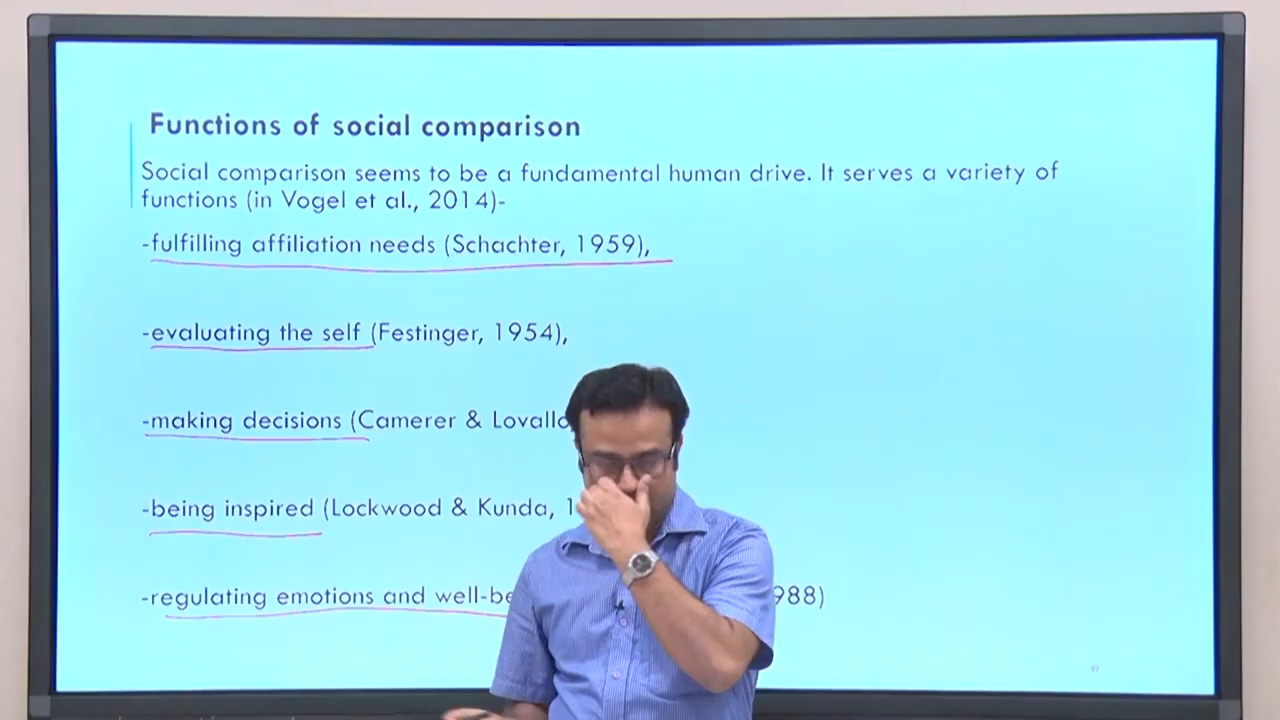 Functions of social comparison
Social comparison seems to be a fundamental human drive. It serves a variety of
functions (in Vogel et al., 2014)-
-fulfilling affiliation needs (Schachter, 1959),
-evaluating the self (Festinger, 1954),
-making decisions (Camerer & Lovallo
-being inspired (Lockwood & Kunda, 1
-regulating emotions and well-be 988)